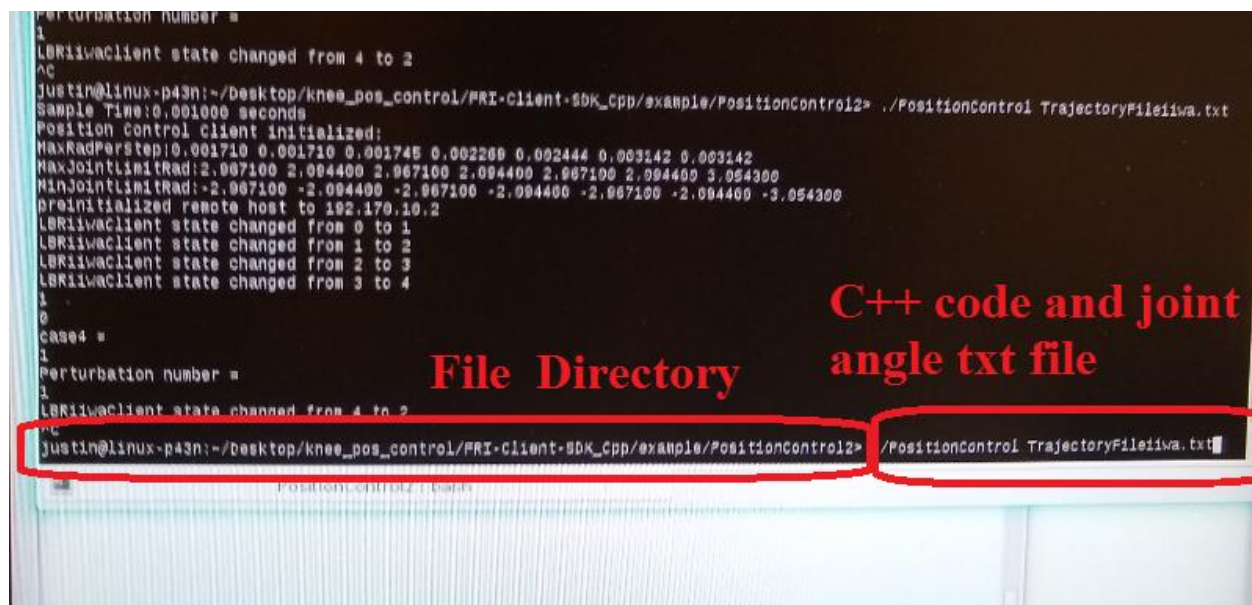 Perturbation number =
1
LBRiiwaClient state changed from 4 to 2
^C
justin@linux-p43n:~/Desktop/knee_pos_control/FRI-Client-SDK_Cpp/example/PositionControl2> ./PositionControl TrajectoryFileiiwa.txt
Sample Time:0.001000 seconds
Position Control Client initialized:
MaxRadPerStep:0.001710 0.001710 0.001745 0.002269 0.002444 0.003142 0.003142
MaxJointLimitRad:2.967100 2.094400 2.967100 2.094400 2.967100 2.094400 3.054300
MinJointLimitRad:-2.967100 -2.094400 -2.967100 -2.094400 -2.967100 -2.094400 -3.054300
preinitialized remote host to 192.170.10.2
LBRiiwaClient state changed from 0 to 1
LBRiiwaClient state changed from 1 to 2
LBRiiwaClient state changed from 2 to 3
LBRiiwaClient state changed from 3 to 4
1
0
case4 =
1
Perturbation number =
1
LBRiiwaClient state changed from 4 to 2
^C
justin@linux-p43n:~/Desktop/knee_pos_control/FRI-Client-SDK_Cpp/example/PositionControl2> ./PositionControl TrajectoryFileiiwa.txt
File Directory
C++ code and joint
angle txt file
PositionControl2 : bash